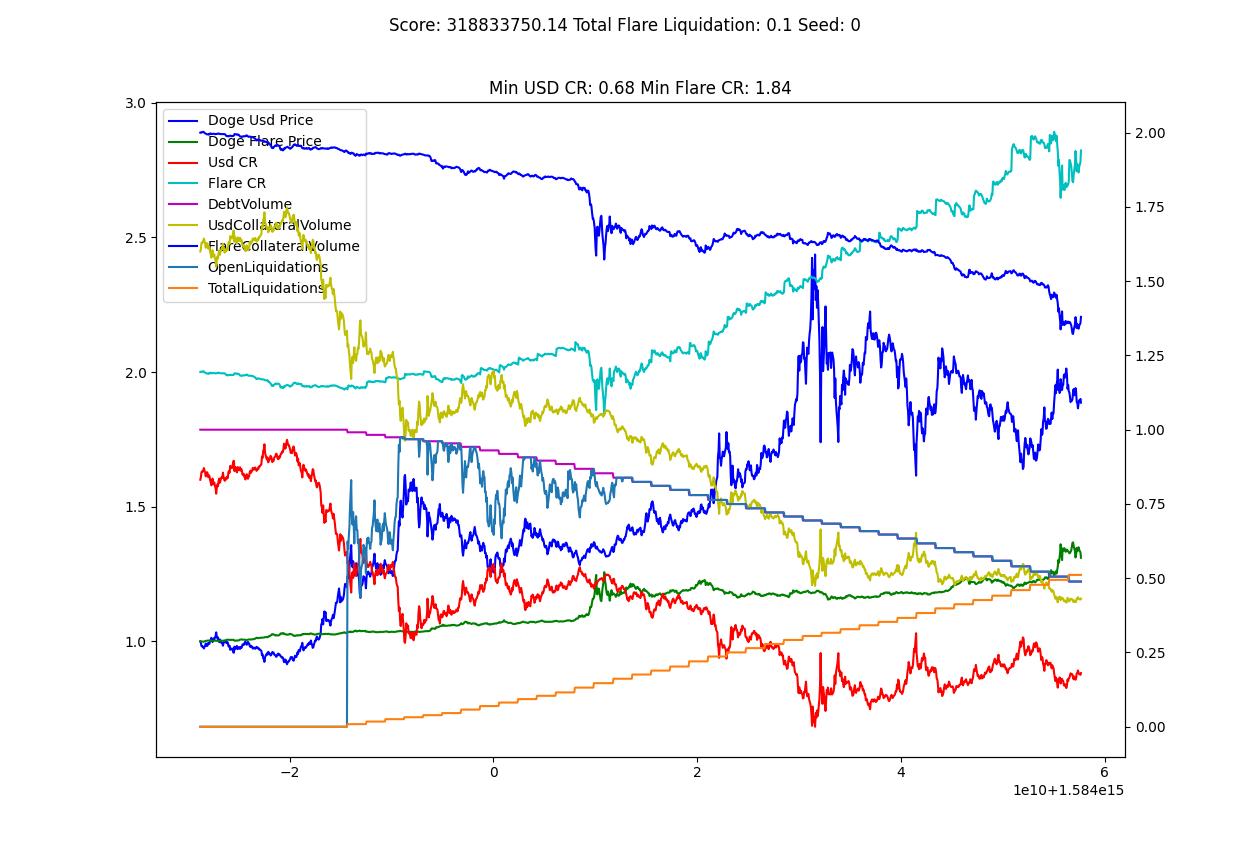 Score: 318833750.14 Total Flare Liquidation: 0.1 Seed: 0
Min USD CR: 0.68 Min Flare CR: 1.84
Doge Usd Price
Doge Flare Price
Usd CR
Flare CR
DebtVolume
UsdCollateralVolume
FlareCollateralVolume
OpenLiquidations
TotalLiquidations
3.0
2.5
2.0
1.5
1.0
2.00
1.75
1.50
1.25
1.00
0.75
0.50
0.25
0.00
−2
0
2
4
6
1e10+1.584e15